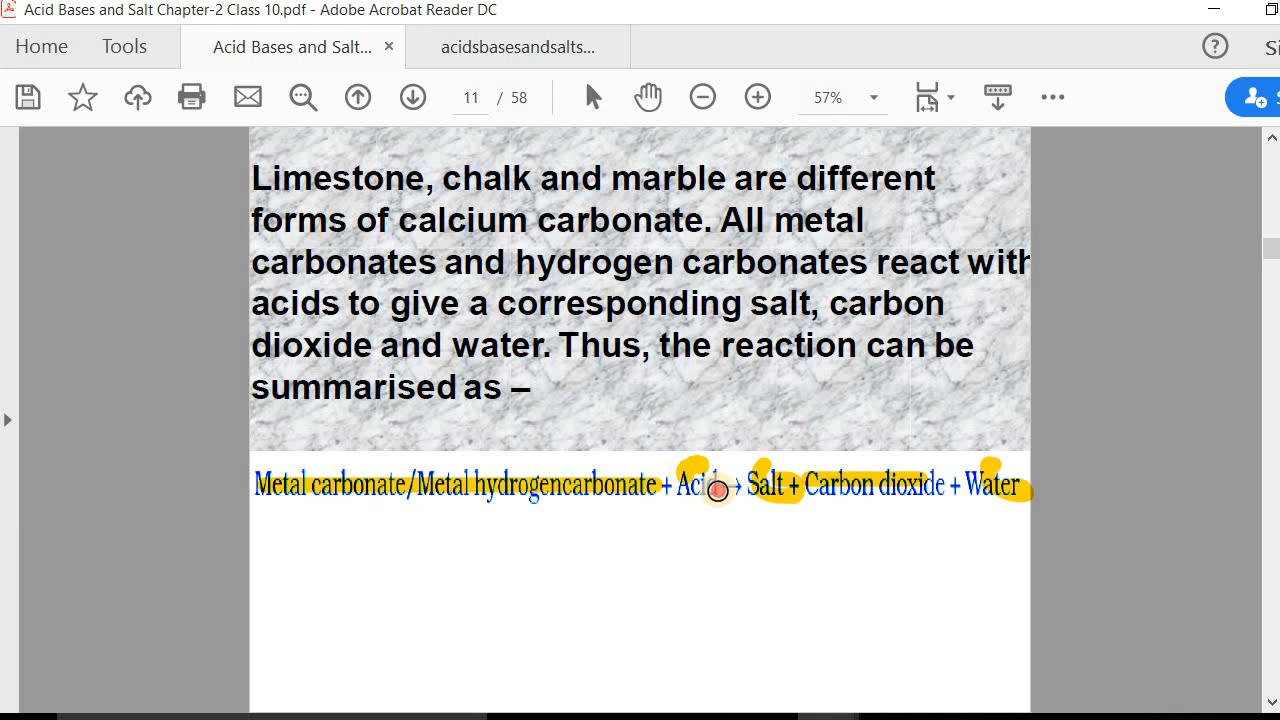 Acid Bases and Salt Chapter-2 Class 10.pdf - Adobe Acrobat Reader DC
Home Tools Acid Bases and Salt... × acidsbasesandsalts... ?
11 / 58 57%
Limestone, chalk and marble are different
forms of calcium carbonate. All metal
carbonates and hydrogen carbonates react with
acids to give a corresponding salt, carbon
dioxide and water. Thus, the reaction can be
summarised as –
Metal carbonate/Metal hydrogencarbonate + Acid → Salt + Carbon dioxide + Water